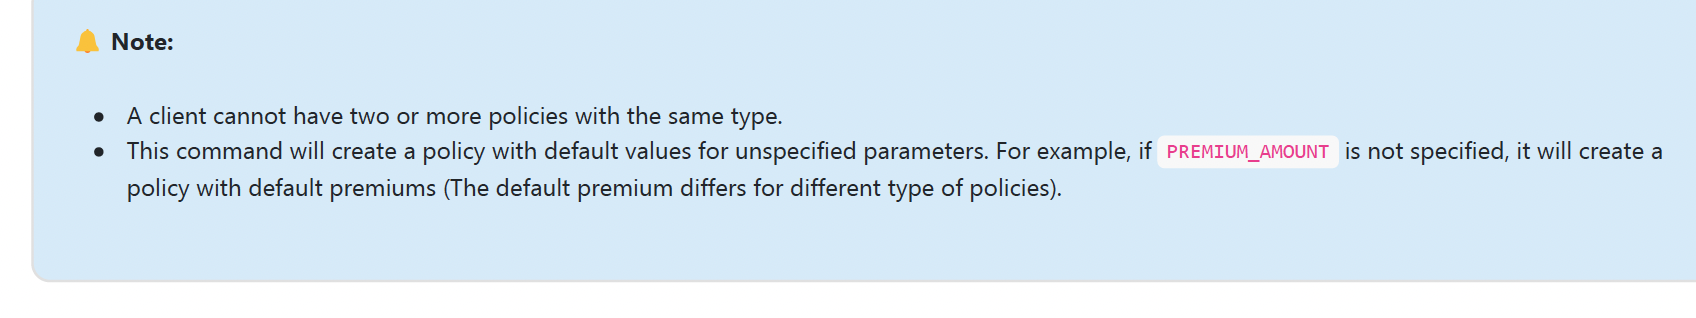 Note:
A client cannot have two or more policies with the same type.
This command will create a policy with default values for unspecified parameters. For example, if PREMIUM_AMOUNT is not specified, it will create a
policy with default premiums (The default premium differs for different type of policies).